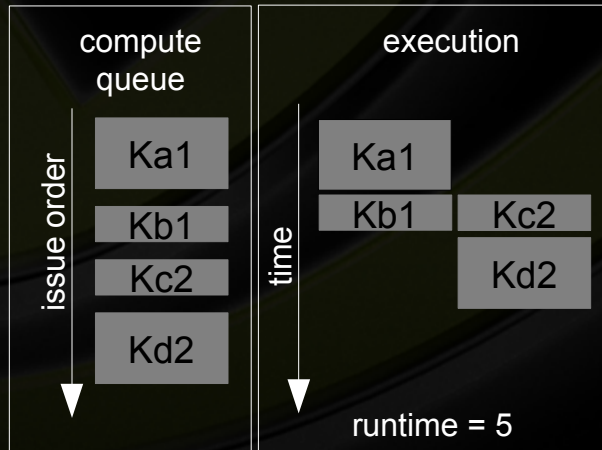 compute
queue
issue order
Ka1
Kb1
Kc2
Kd2
execution
time
Ka1
Kb1 Kc2
Kd2
runtime = 5